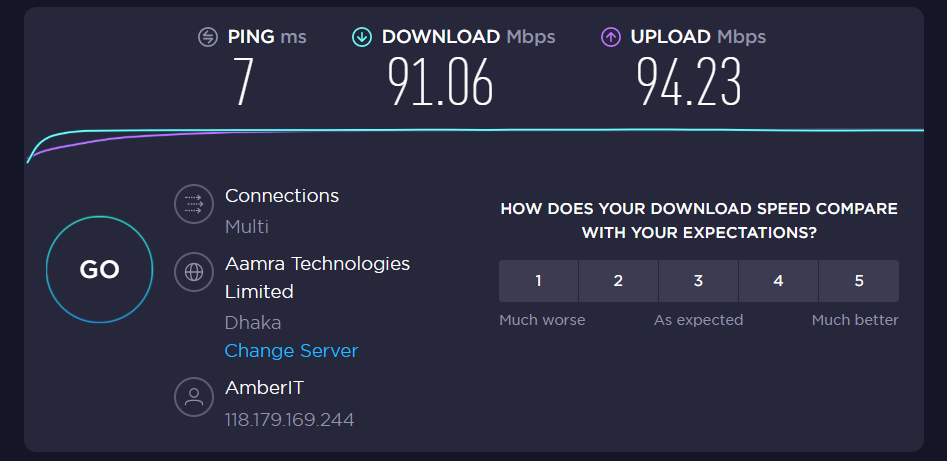 PING ms
DOWNLOAD Mbps
UPLOAD Mbps
7
91.06
94.23
GO
Connections
Multi
Aamra Technologies
Limited
Dhaka
Change Server
AmberIT
118.179.169.244
HOW DOES YOUR DOWNLOAD SPEED COMPARE
WITH YOUR EXPECTATIONS?
1 2 3 4 5
Much worse As expected Much better